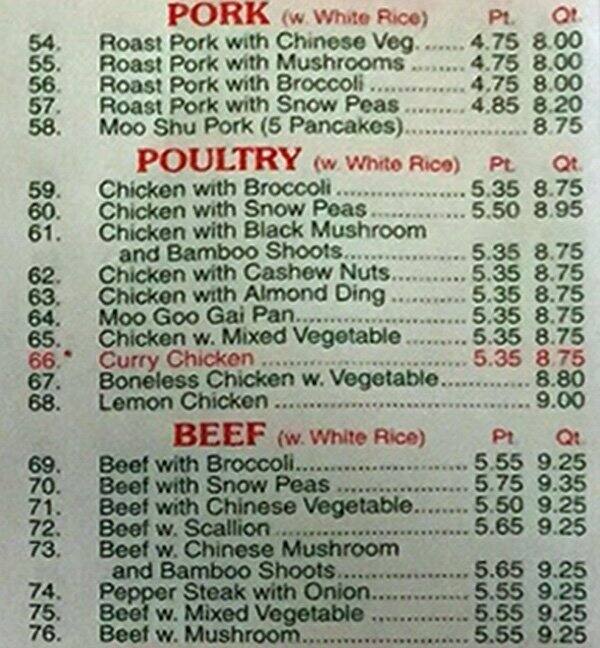 PORK (w. White Rice) Pt. Qt.
54. Roast Pork with Chinese Veg. ...... 4.75 8.00
55. Roast Pork with Mushrooms ....... 4.75 8.00
56. Roast Pork with Broccoli ............. 4.75 8.00
57. Roast Pork with Snow Peas ........ 4.85 8.20
58. Moo Shu Pork (5 Pancakes)................... 8.75
POULTRY (w. White Rice) Pt. Qt.
59. Chicken with Broccoli .................. 5.35 8.75
60. Chicken with Snow Peas............. 5.50 8.95
61. Chicken with Black Mushroom
and Bamboo Shoots................. 5.35 8.75
62. Chicken with Cashew Nuts.......... 5.35 8.75
63. Chicken with Almond Ding .......... 5.35 8.75
64. Moo Goo Gai Pan........................ 5.35 8.75
65. Chicken w. Mixed Vegetable ........ 5.35 8.75
66.* Curry Chicken ............................. 5.35 8.75
67. Boneless Chicken w. Vegetable............. 8.80
68. Lemon Chicken ..................................... 9.00
BEEF (w. White Rice) Pt. Qt.
69. Beef with Broccoli........................ 5.55 9.25
70. Beef with Snow Peas .................. 5.75 9.35
71. Beef with Chinese Vegetable....... 5.50 9.25
72. Beef w. Scallion........................... 5.65 9.25
73. Beef w. Chinese Mushroom
and Bamboo Shoots.................. 5.65 9.25
74. Pepper Steak with Onion............. 5.55 9.25
75. Beef w. Mixed Vegetable ............. 5.55 9.25
76. Beef w. Mushroom....................... 5.55 9.25